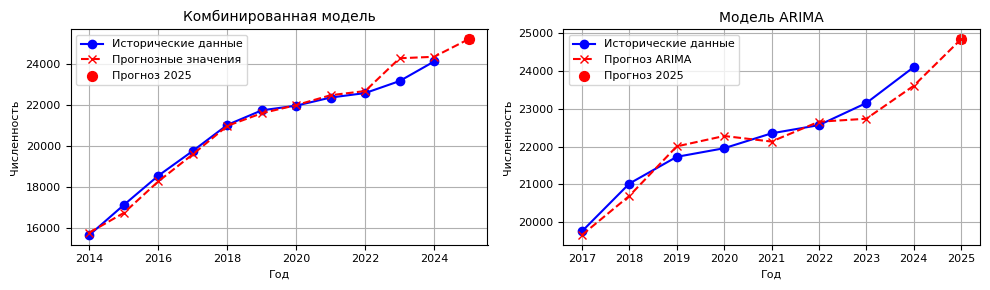 Комбинированная модель
Исторические данные
Прогнозные значения
Прогноз 2025
Численность
24000
22000
20000
18000
16000
2014
2016
2018
2020
2022
2024
Год
Модель ARIMA
Исторические данные
Прогноз ARIMA
Прогноз 2025
Численность
25000
24000
23000
22000
21000
20000
2017
2018
2019
2020
2021
2022
2023
2024
2025
Год